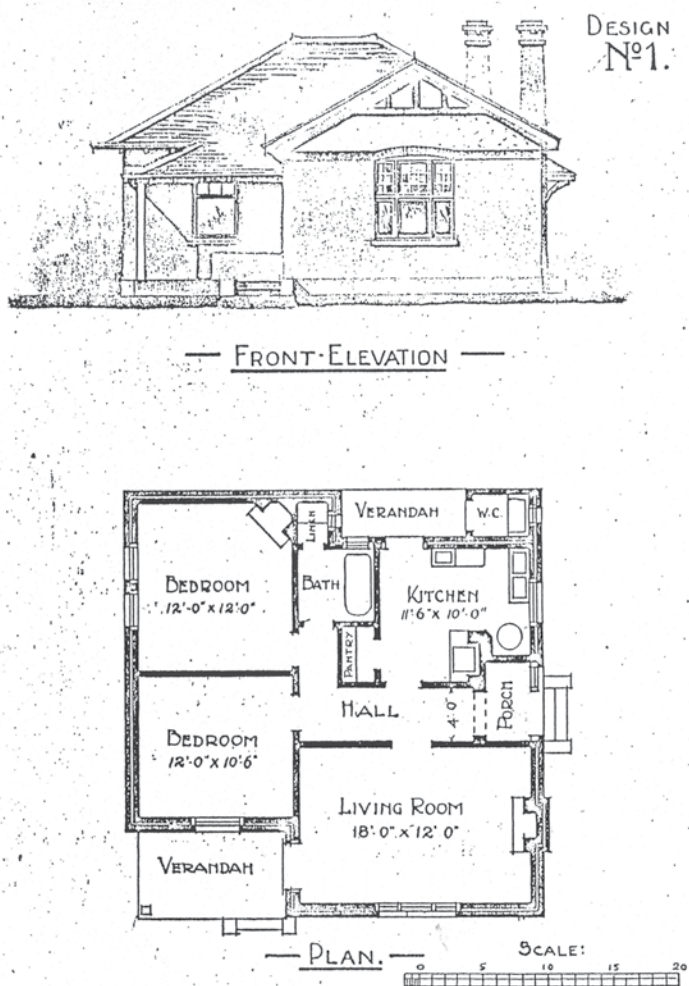 DESIGN
Nº1.
FRONT-ELEVATION
VERANDAH
W.C.
LINEN
BATH
BEDROOM
12'-0" x 12'-0"
KITCHEN
11'-6" x 10'-0"
PANTRY
HALL
4'-0"
PORCH
BEDROOM
12'-0" x 10'-6"
LIVING ROOM
18'-0" x 12'-0"
VERANDAH
PLAN.
SCALE:
0 5 10 15 20